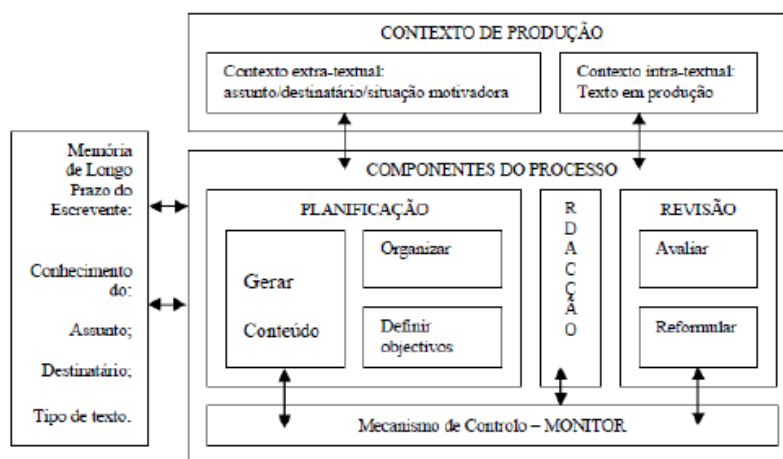 CONTEXTO DE PRODUÇÃO
Contexto extra-textual:
assunto/destinatário/situação motivadora
Contexto intra-textual:
Texto em produção
Memória
de Longo
Prazo do
Escrevente:
Conhecimento
do:
Assunto;
Destinatário;
Tipo de texto.
COMPONENTES DO PROCESSO
PLANIFICAÇÃO
Gerar
Conteúdo
Organizar
Definir
objectivos
R
D
A
C
Ç
Ã
O
REVISÃO
Avaliar
Reformular
Mecanismo de Controlo – MONITOR